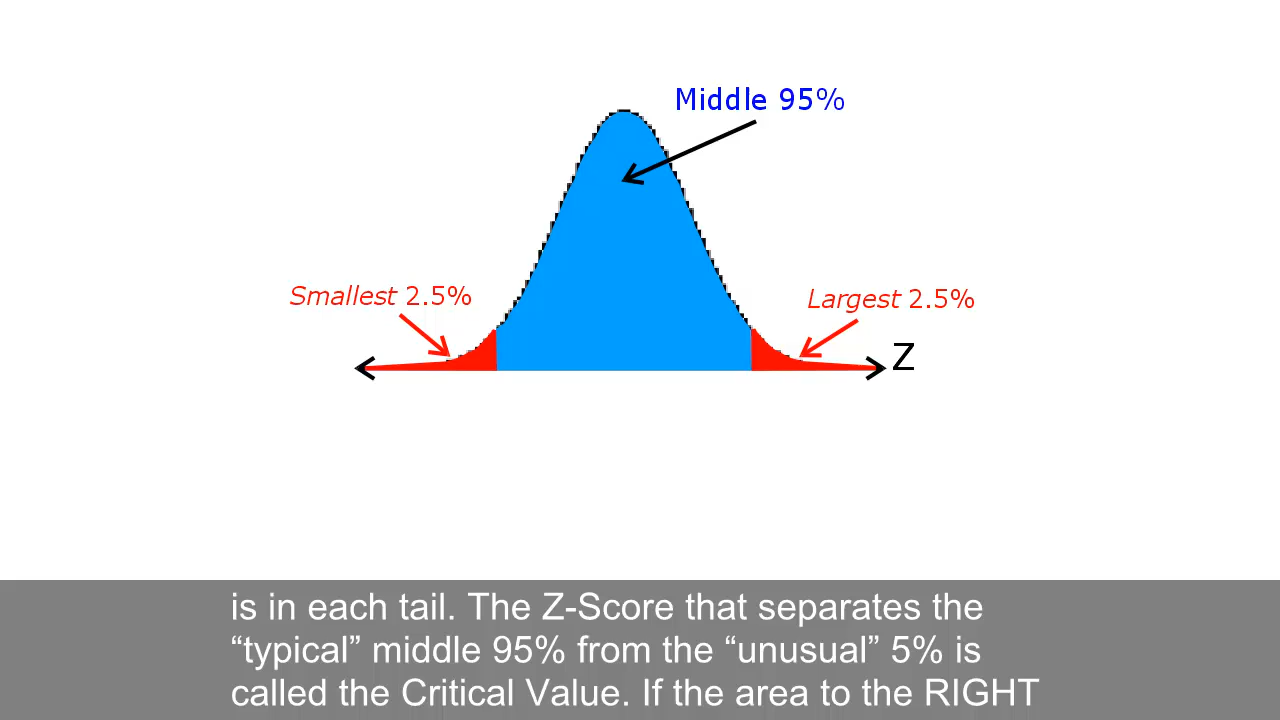 Middle 95%
Smallest 2.5%
Largest 2.5%
Z
is in each tail. The Z-Score that separates the
“typical” middle 95% from the “unusual” 5% is
called the Critical Value. If the area to the RIGHT